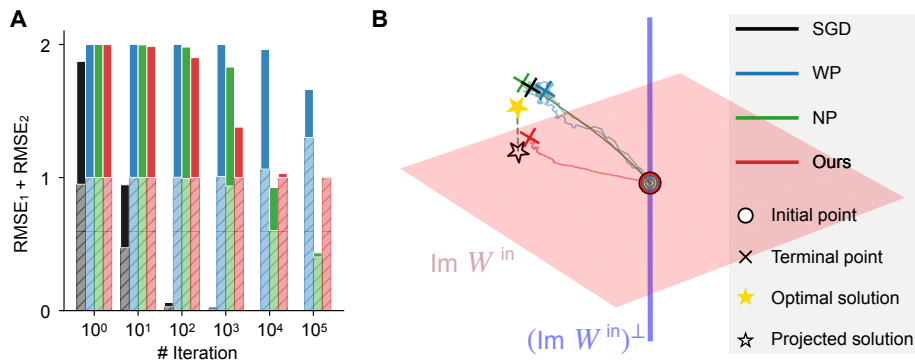 A
RMSE₁ + RMSE₂
2
1
0
10⁰ 10¹ 10² 10³ 10⁴ 10⁵
# Iteration
B
Im W ⁱⁿ
(Im W ⁱⁿ)⊥
SGD
WP
NP
Ours
Initial point
Terminal point
Optimal solution
Projected solution